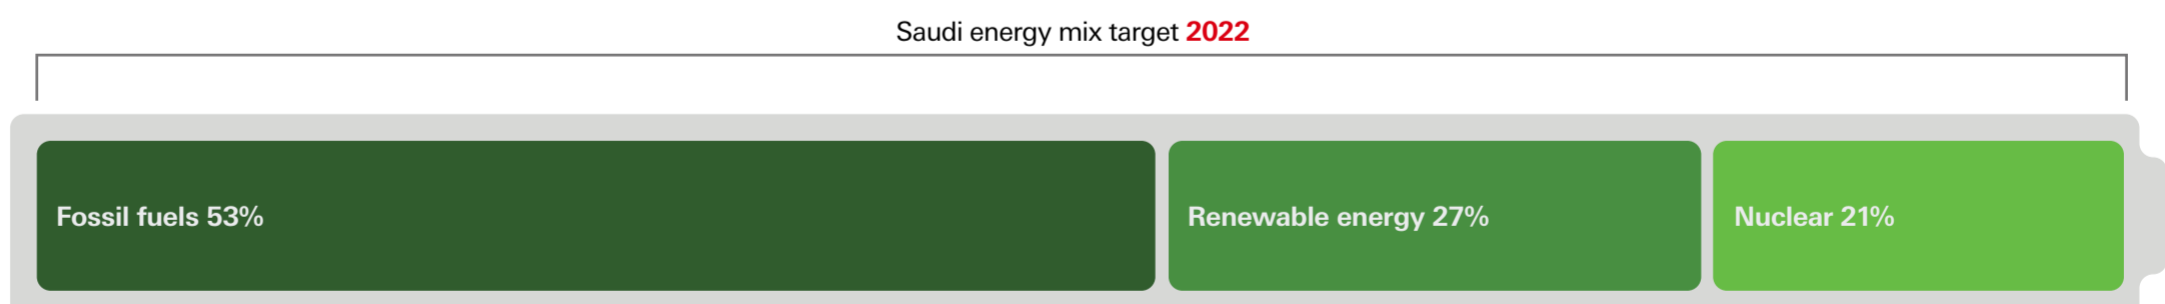 Saudi energy mix target 2022
Fossil fuels 53%
Renewable energy 27%
Nuclear 21%